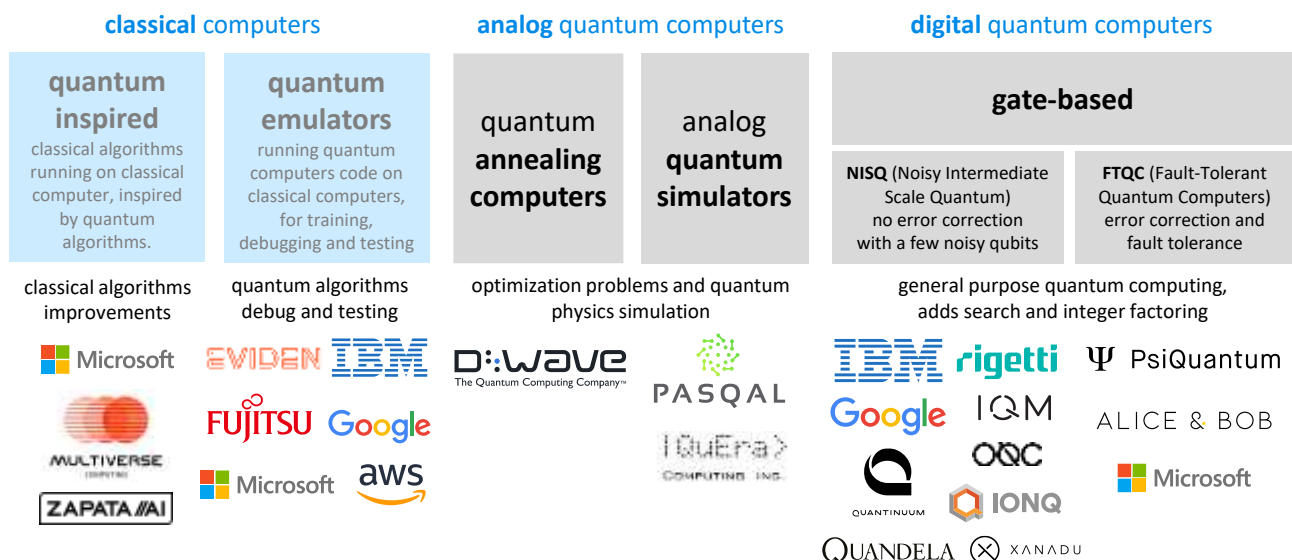 classical computers
analog quantum computers
digital quantum computers
quantum
inspired
classical algorithms
running on classical
computer, inspired
by quantum
algorithms.
quantum
emulators
running quantum
computers code on
classical computers,
for training,
debugging and testing
quantum
annealing
computers
analog
quantum
simulators
gate-based
NISQ (Noisy Intermediate
Scale Quantum)
no error correction
with a few noisy qubits
FTQC (Fault-Tolerant
Quantum Computers)
error correction and
fault tolerance
classical algorithms
improvements
quantum algorithms
debug and testing
optimization problems and quantum
physics simulation
general purpose quantum computing,
adds search and integer factoring
Microsoft
MULTIVERSE
COMPUTING
ZAPATA //AI
EVIDEN
IBM
FUJITSU
Google
Microsoft
aws
D:wave
The Quantum Computing Company™
PASQAL
|QuEra>
COMPUTING INC.
IBM
rigetti
Google
IQM
OQC
QUANTINUUM
IONQ
QUANDELA
XANADU
Ψ PsiQuantum
ALICE & BOB
Microsoft